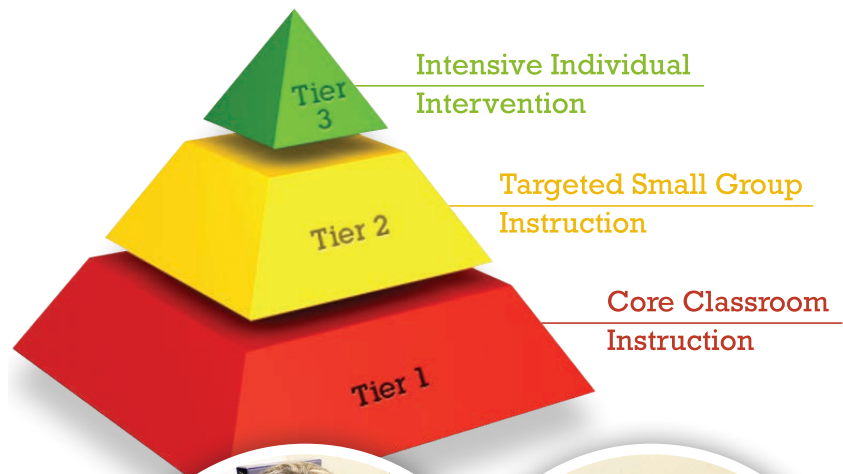 Tier
3
Intensive Individual
Intervention
Tier 2
Targeted Small Group
Instruction
Tier 1
Core Classroom
Instruction